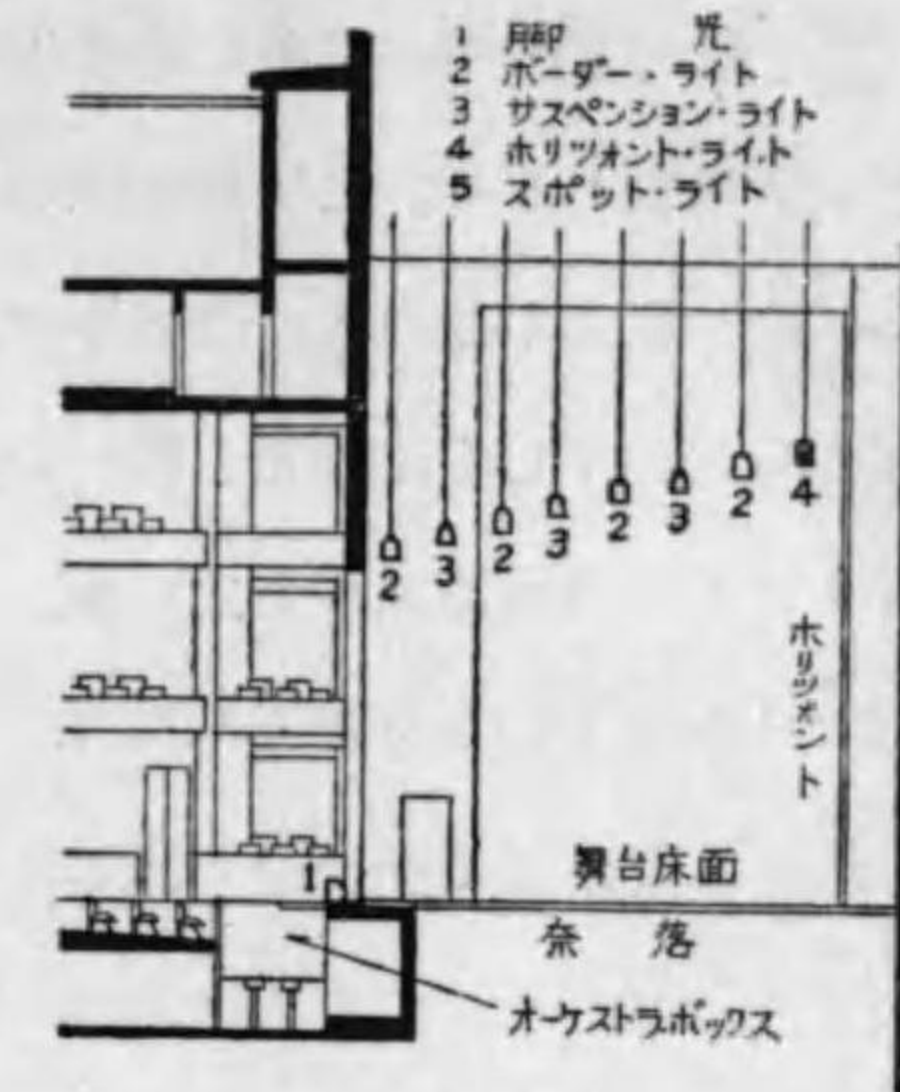 1 脚光
2 ボーダー・ライト
3 サスペンション・ライト
4 ホリツォント・ライト
5 スポット・ライト
2
3
2
3
2
3
2
4
ホリツォント
1
舞台床面
奈落
オーケストラボックス